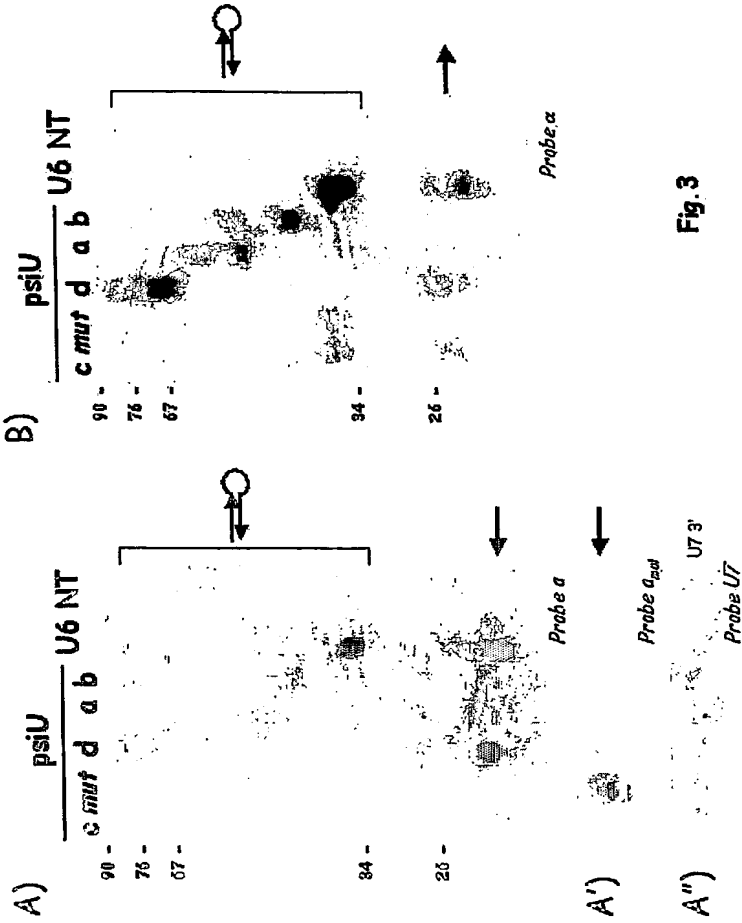 A)
psiU
c mut d a b U6 NT
90 -
76 -
67 -
34 -
26 -
Probe a
A')
Probe a mut
A'')
U7 3'
Probe U7
B)
psiU
c mut d a b U6 NT
90 -
76 -
67 -
34 -
26 -
Probe α
Fig. 3